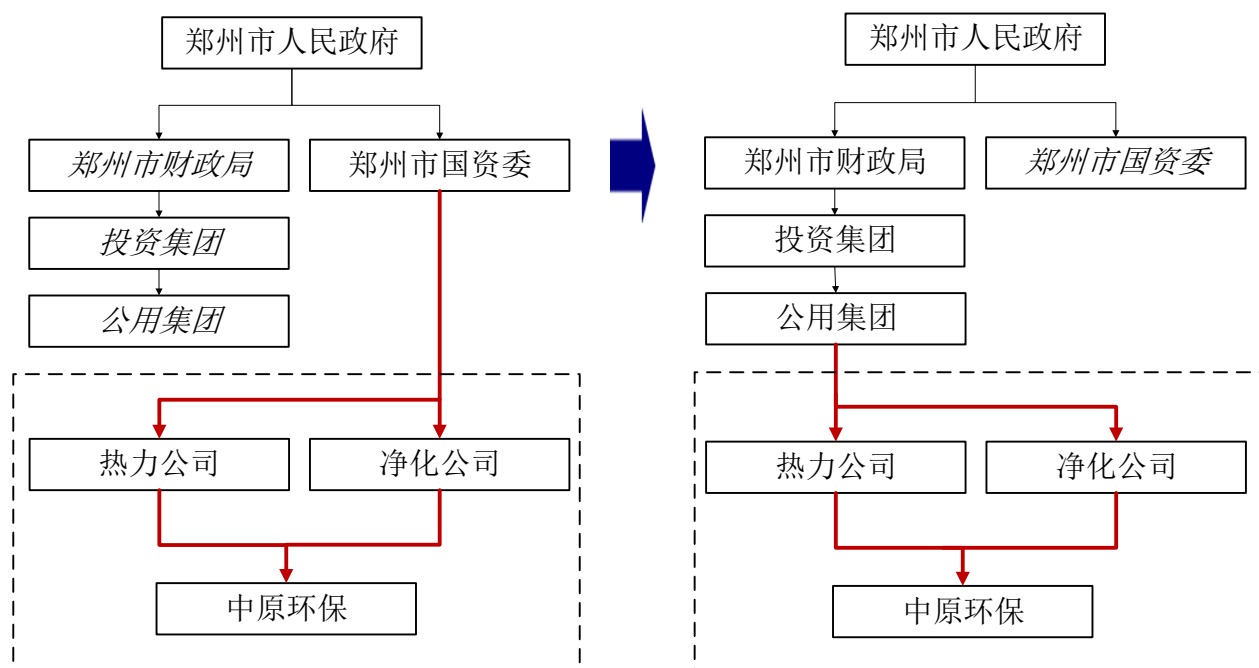 郑州市人民政府
郑州市财政局
郑州市国资委
投资集团
公用集团
热力公司
净化公司
中原环保
郑州市人民政府
郑州市财政局
郑州市国资委
投资集团
公用集团
热力公司
净化公司
中原环保